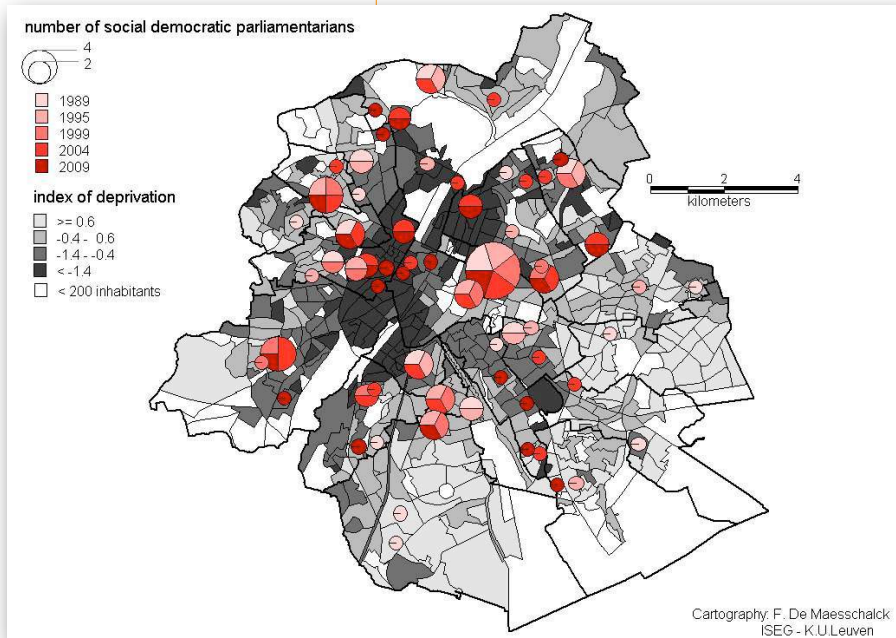 number of social democratic parliamentarians
4
2
1989
1995
1999
2004
2009
index of deprivation
>= 0.6
-0.4 - 0.6
-1.4 - -0.4
< -1.4
< 200 inhabitants
0 2 4
kilometers
Cartography: F. De Maesschalck
ISEG - K.U.Leuven